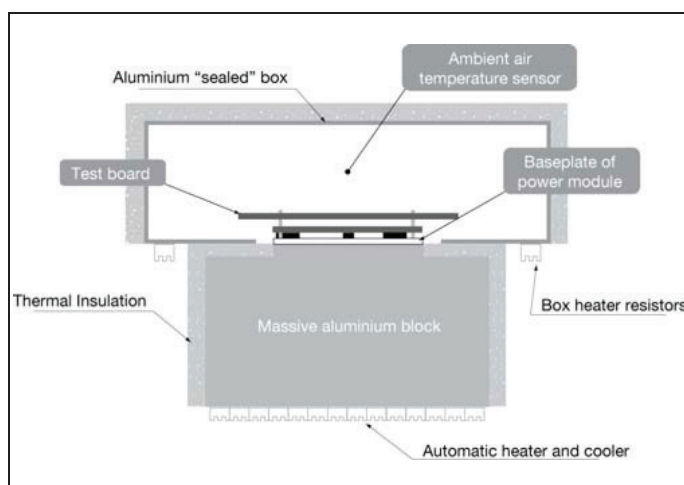 Ambient air
temperature sensor
Aluminium “sealed” box
Baseplate of
power module
Test board
Thermal Insulation
Box heater resistors
Massive aluminium block
Automatic heater and cooler